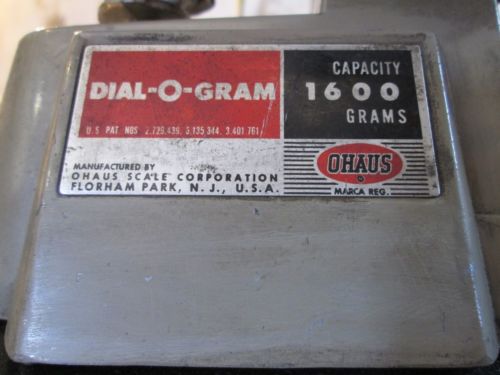 DIAL-O-GRAM
U.S PAT NOS 2,729,439, 3,135,344, 3,401,761
MANUFACTURED BY
OHAUS SCALE CORPORATION
FLORHAM PARK, N.J., U.S.A.
CAPACITY
1600
GRAMS
OHAUS
MARCA REG.